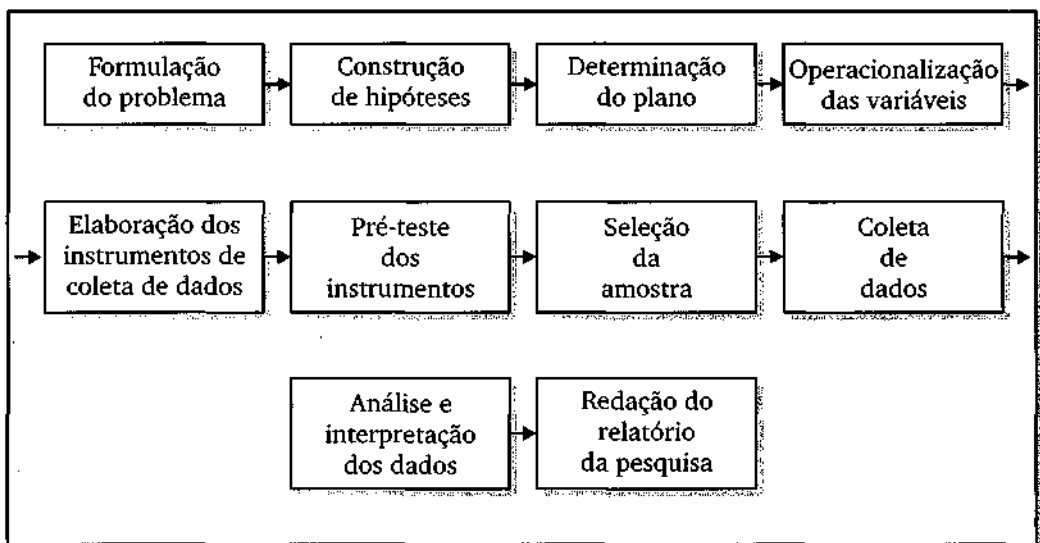 Formulação
do problema
Construção
de hipóteses
Determinação
do plano
Operacionalização
das variáveis
Elaboração dos
instrumentos de
coleta de dados
Pré-teste
dos
instrumentos
Seleção
da
amostra
Coleta
de
dados
Análise e
interpretação
dos dados
Redação do
relatório
da pesquisa